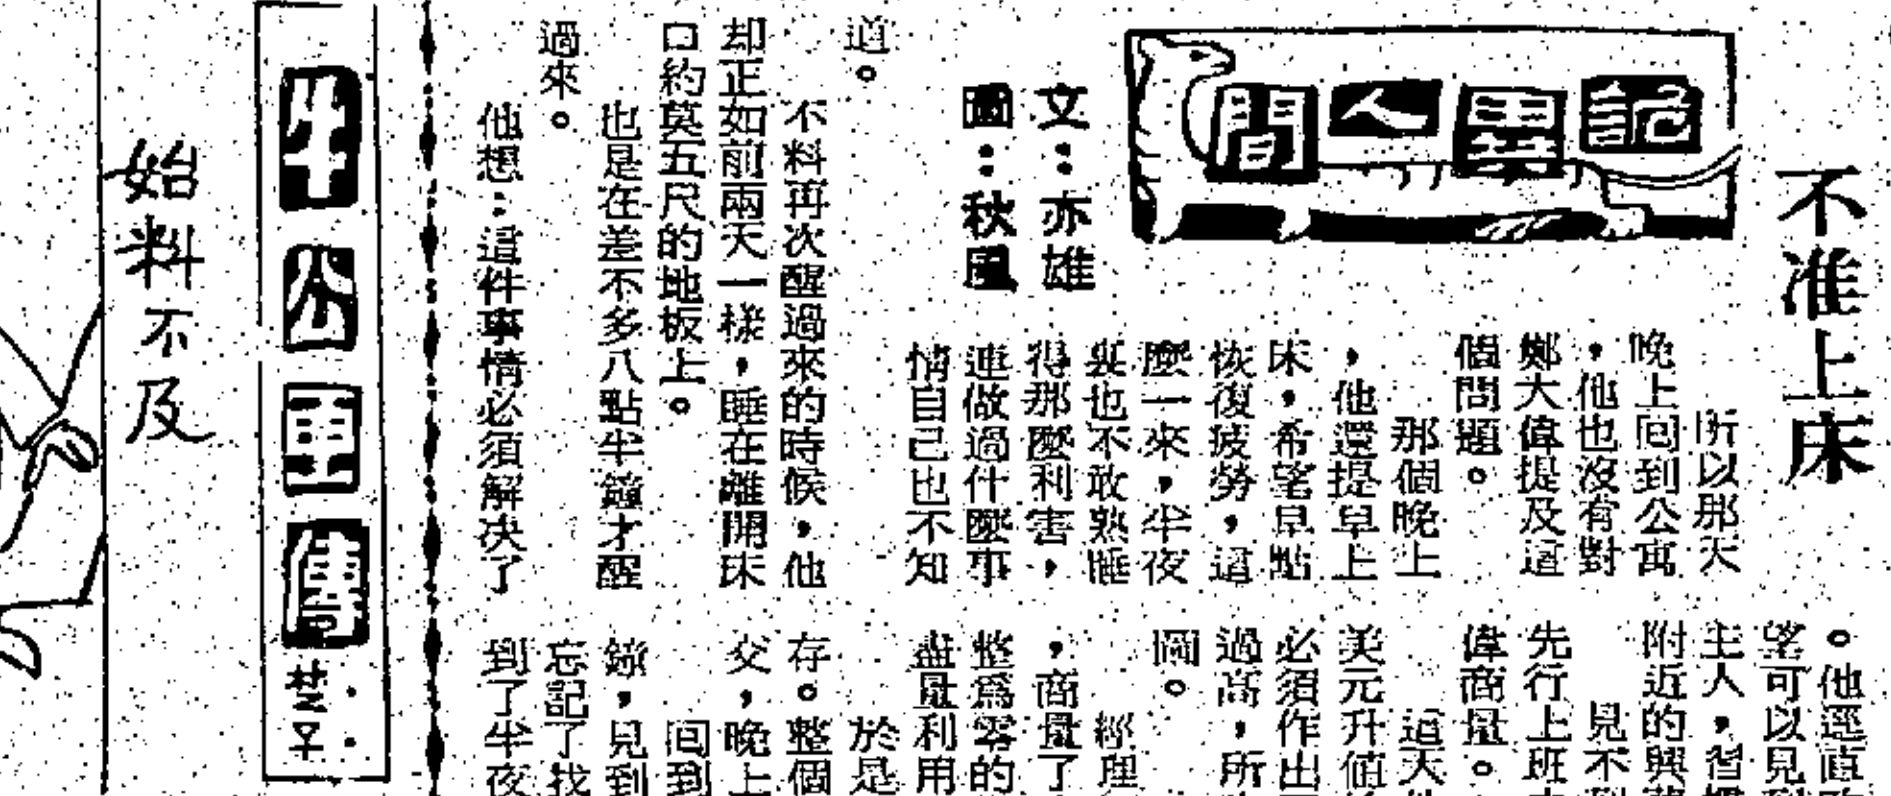 不准上床
記異人間
文：亦雄
圖：秋風
所以那天
晚上回到公寓
，他也沒有對
鄭大偉提及這
個問題。
那個晚上
，他還提早上
床，希望早點
恢復疲勞，這
麼一來，半夜
裏也不敢熟睡
得那麼利害，
連做過什麼事
情自己也不知
道。
不料再次醒過來的時候，他
却正如前兩天一樣，睡在離開床
口約莫五尺的地板上。
也是在差不多八點半鐘才醒
過來。
他想：這件事情必須解決了
。他逕直
望可以見
主人，習
附近的興
見不
先行上班
偉商量。
這天
美元升值
必須作出
過高，所
圖。
經理
，商量了
整爲零的
盡量利用
於是
存。整個
父，晚上
回到
，見到
忘記了找
到了半夜
牛公王傳
始料不及